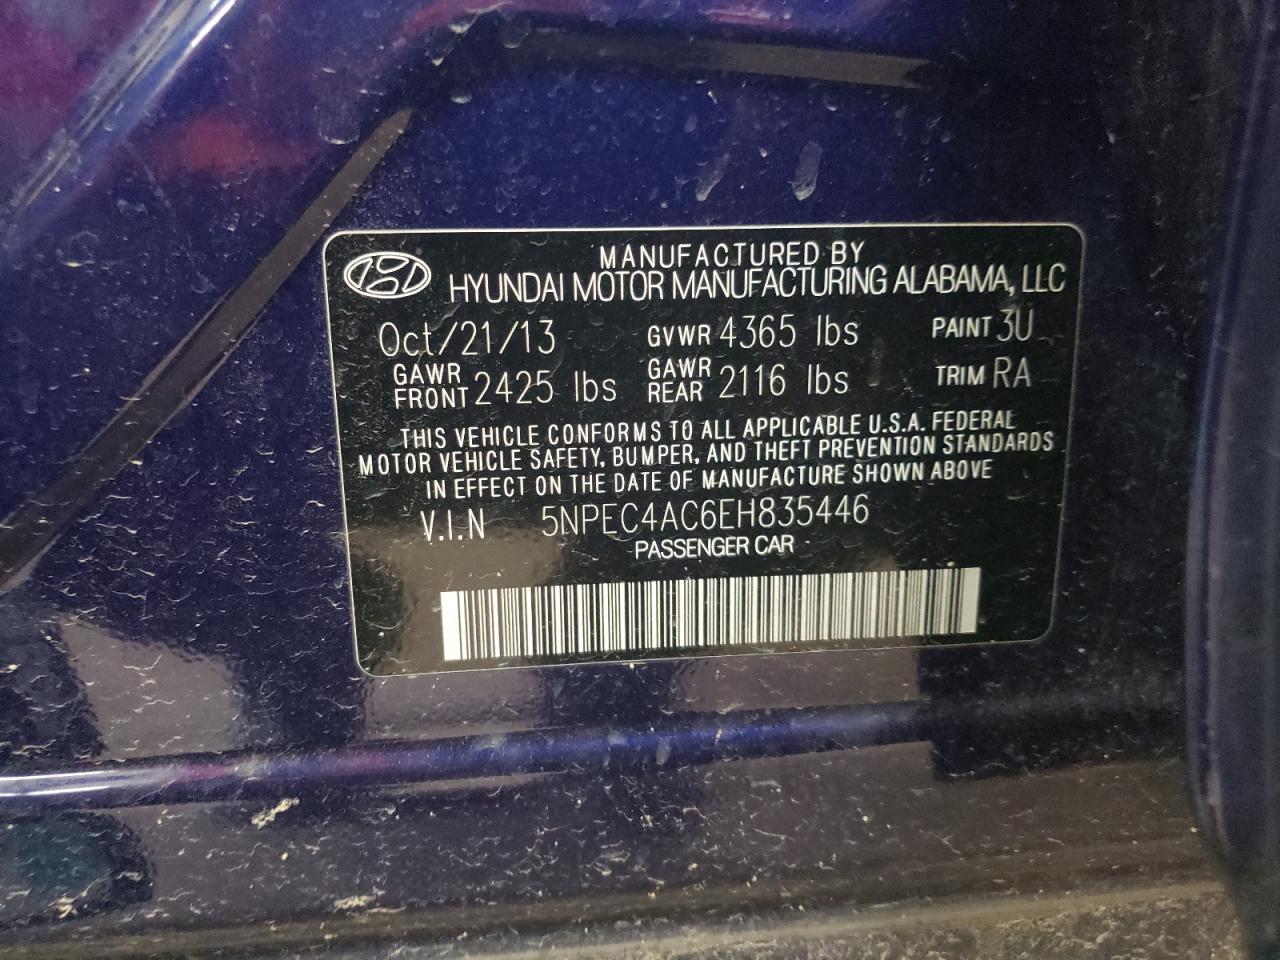 MANUFACTURED BY
HYUNDAI MOTOR MANUFACTURING ALABAMA, LLC
Oct/21/13 GVWR 4365 lbs PAINT 3U
GAWR FRONT 2425 lbs GAWR REAR 2116 lbs TRIM RA
THIS VEHICLE CONFORMS TO ALL APPLICABLE U.S.A. FEDERAL
MOTOR VEHICLE SAFETY, BUMPER, AND THEFT PREVENTION STANDARDS
IN EFFECT ON THE DATE OF MANUFACTURE SHOWN ABOVE
V.I.N 5NPEC4AC6EH835446
PASSENGER CAR